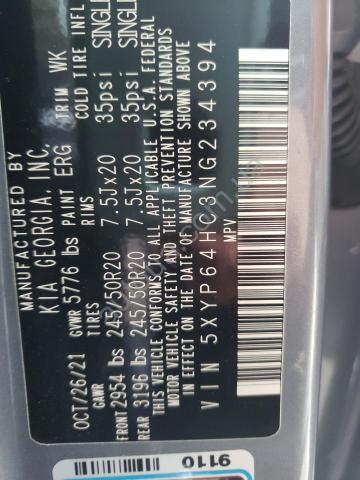 MANUFACTURED BY
KIA GEORGIA, INC.
OCT/26/21 PAINT ERG TRIM WK
GVWR 5776 lbs
GAWR TIRES RIMS COLD TIRE INFLATION
FRONT 2954 lbs 245/50R20 7.5Jx20 35psi SINGLE
REAR 3196 lbs 245/50R20 7.5Jx20 35psi SINGLE
THIS VEHICLE CONFORMS TO ALL APPLICABLE U.S.A. FEDERAL
MOTOR VEHICLE SAFETY AND THEFT PREVENTION STANDARDS
IN EFFECT ON THE DATE OF MANUFACTURE SHOWN ABOVE
VIN 5XYP64HC3NG234394
MPV
9110